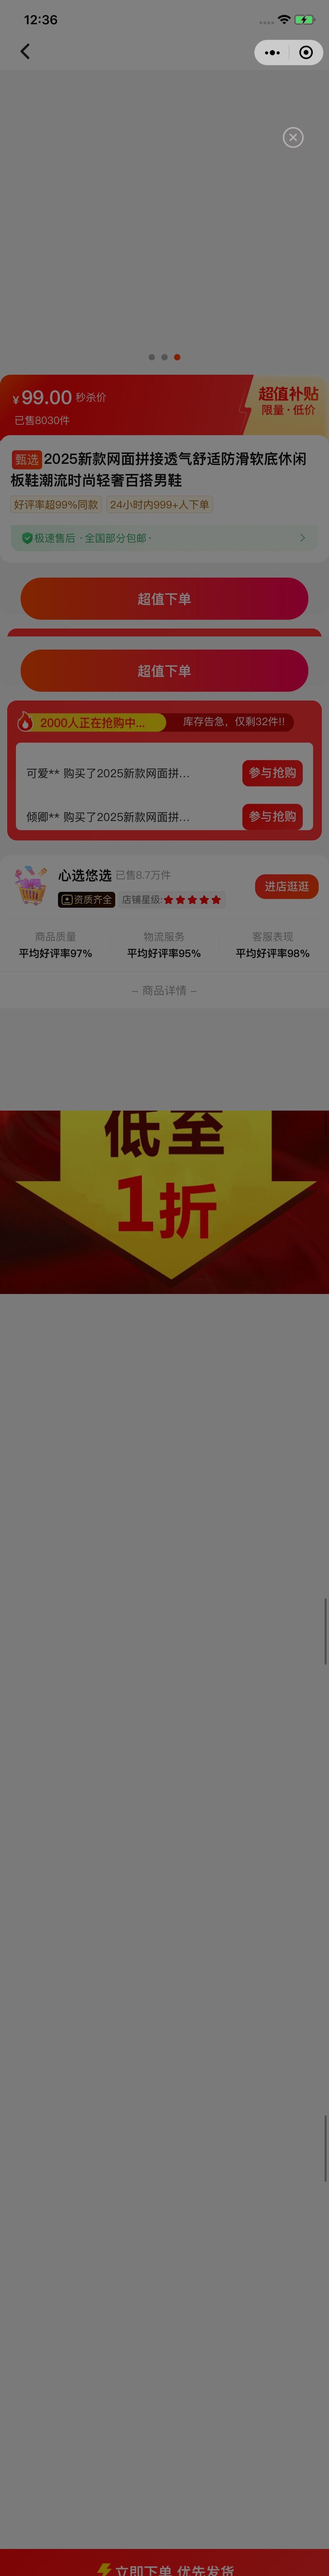 12:36
¥99.00 秒杀价
已售8030件
超值补贴
限量·低价
甄选 2025新款网面拼接透气舒适防滑软底休闲
板鞋潮流时尚轻奢百搭男鞋
好评率超99%同款 24小时内999+人下单
极速售后 · 全国部分包邮 ·
超值下单
超值下单
2000人正在抢购中... 库存告急，仅剩32件!!
可爱** 购买了2025新款网面拼... 参与抢购
倾卿** 购买了2025新款网面拼... 参与抢购
心选悠选 已售8.7万件
资质齐全 店铺星级:
进店逛逛
商品质量 物流服务 客服表现
平均好评率97% 平均好评率95% 平均好评率98%
– 商品详情 –
低至
1折
立即下单 优先发货